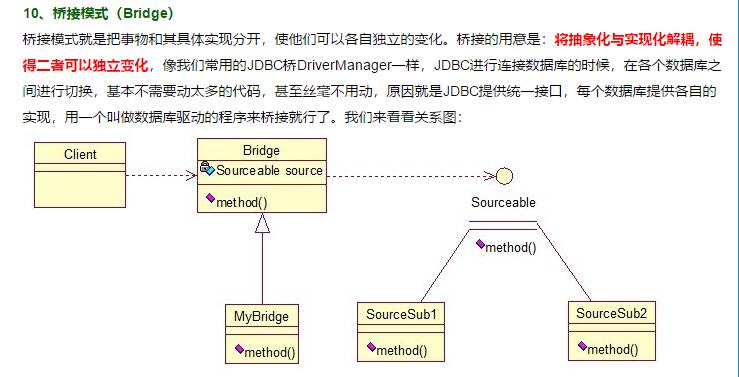 10、桥接模式（Bridge）
桥接模式就是把事物和其具体实现分开，使他们可以各自独立的变化。桥接的用意是：将抽象化与实现化解耦，使
得二者可以独立变化，像我们常用的JDBC桥DriverManager一样，JDBC进行连接数据库的时候，在各个数据库之
间进行切换，基本不需要动太多的代码，甚至丝毫不用动，原因就是JDBC提供统一接口，每个数据库提供各自的
实现，用一个叫做数据库驱动的程序来桥接就行了。我们来看看关系图：
Client
Bridge
Sourceable source
method()
Sourceable
method()
MyBridge
method()
SourceSub1
method()
SourceSub2
method()